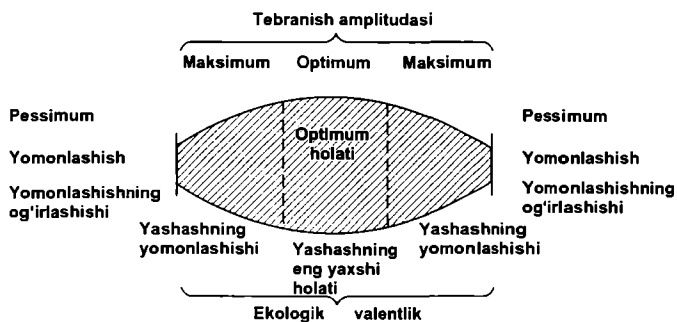 Tebranish amplitudasi
Maksimum Optimum Maksimum
Pessimum
Yomonlashish
Yomonlashishning
og'irlashishi
Optimum
holati
Pessimum
Yomonlashish
Yomonlashishning
og'irlashishi
Yashashning
yomonlashishi
Yashashning
eng yaxshi
holati
Yashashning
yomonlashishi
Ekologik valentlik